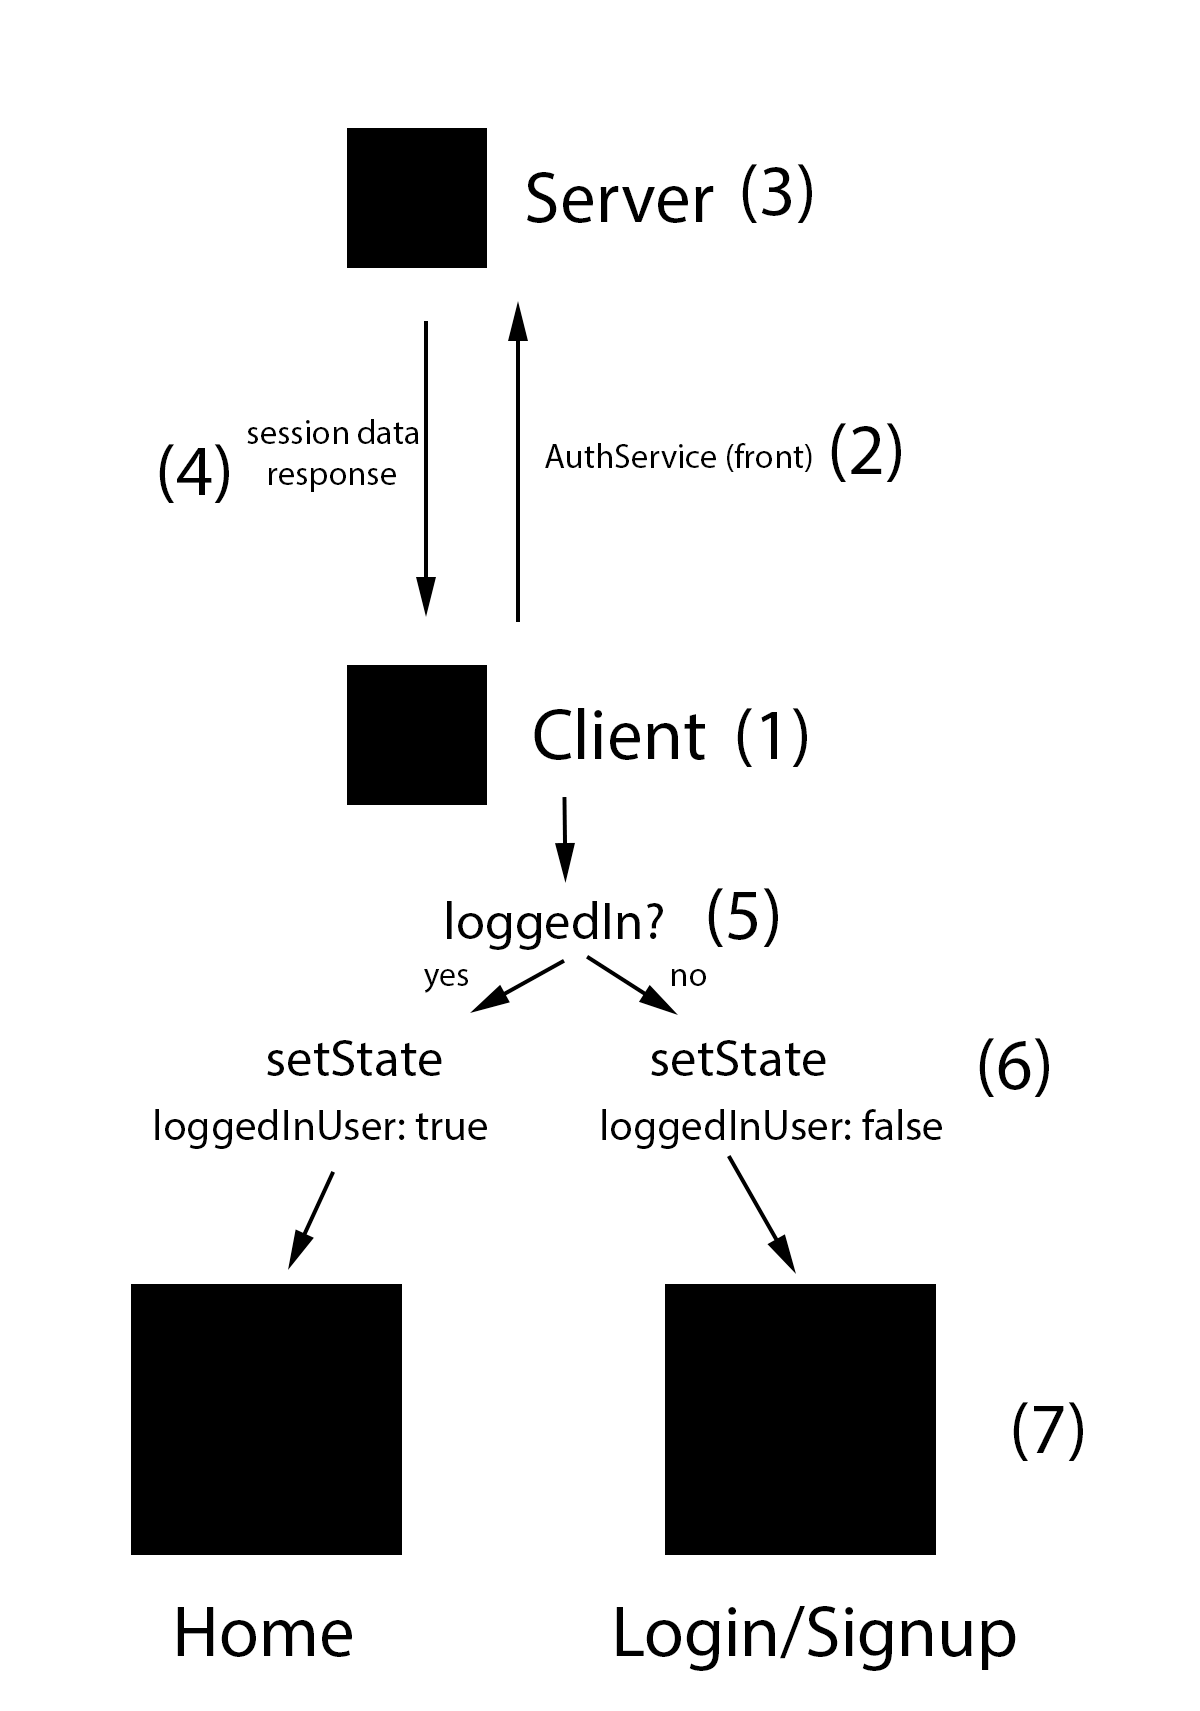 Server (3)
session data
response
(4)
AuthService (front) (2)
Client (1)
loggedIn? (5)
yes
no
setState
setState
(6)
loggedInUser: true
loggedInUser: false
(7)
Home
Login/Signup